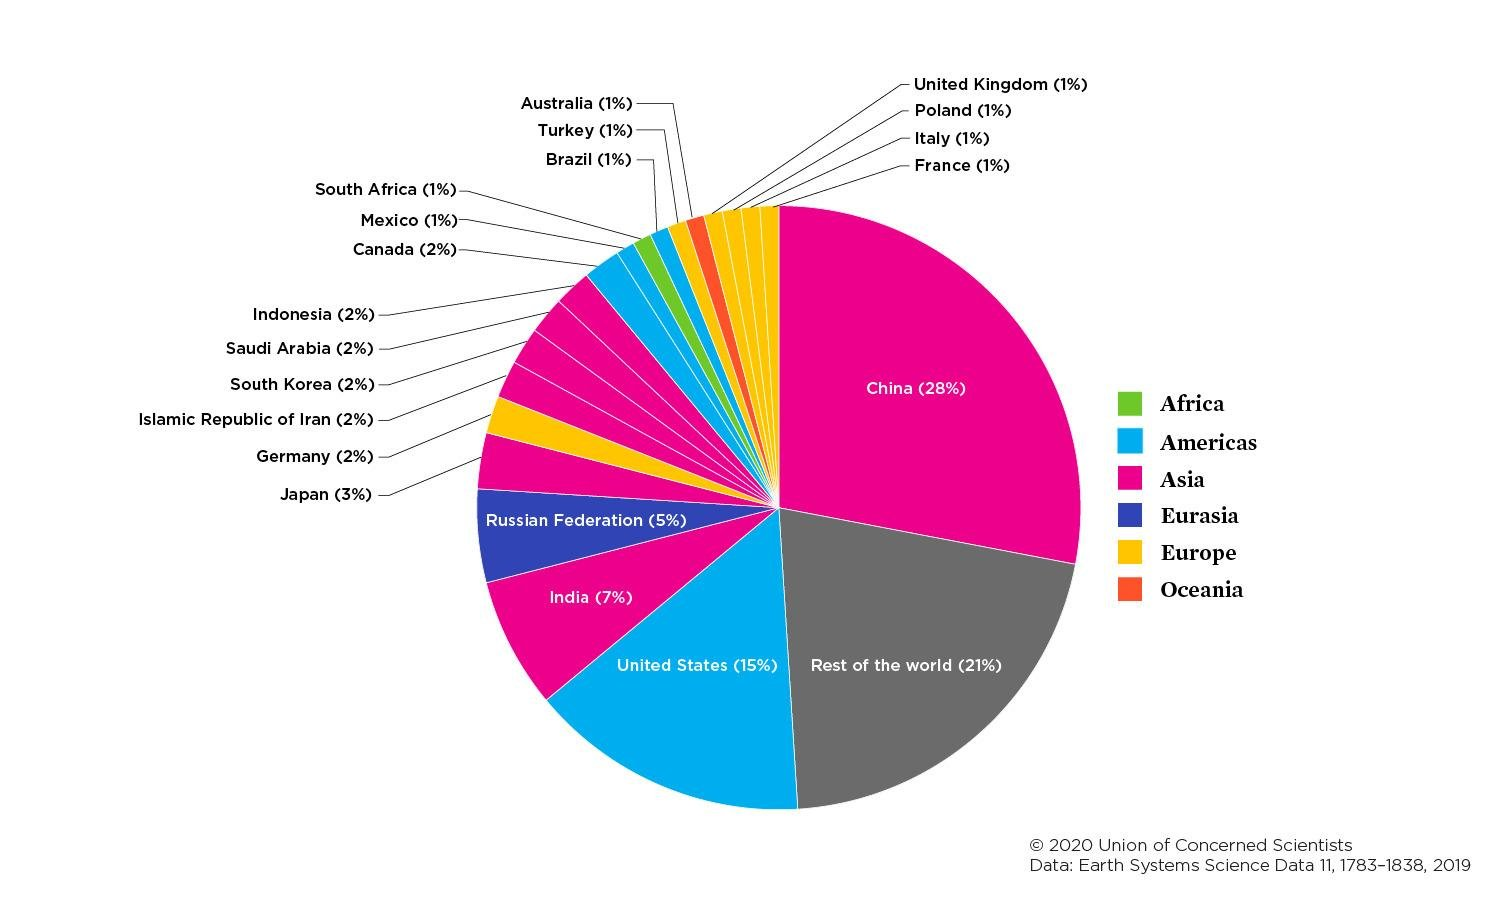 United Kingdom (1%)
Australia (1%)
Poland (1%)
Turkey (1%)
Italy (1%)
Brazil (1%)
France (1%)
South Africa (1%)
Mexico (1%)
Canada (2%)
Indonesia (2%)
Saudi Arabia (2%)
South Korea (2%)
Islamic Republic of Iran (2%)
Germany (2%)
Japan (3%)
Russian Federation (5%)
India (7%)
United States (15%)
Rest of the world (21%)
China (28%)
Africa
Americas
Asia
Eurasia
Europe
Oceania
© 2020 Union of Concerned Scientists
Data: Earth Systems Science Data 11, 1783–1838, 2019